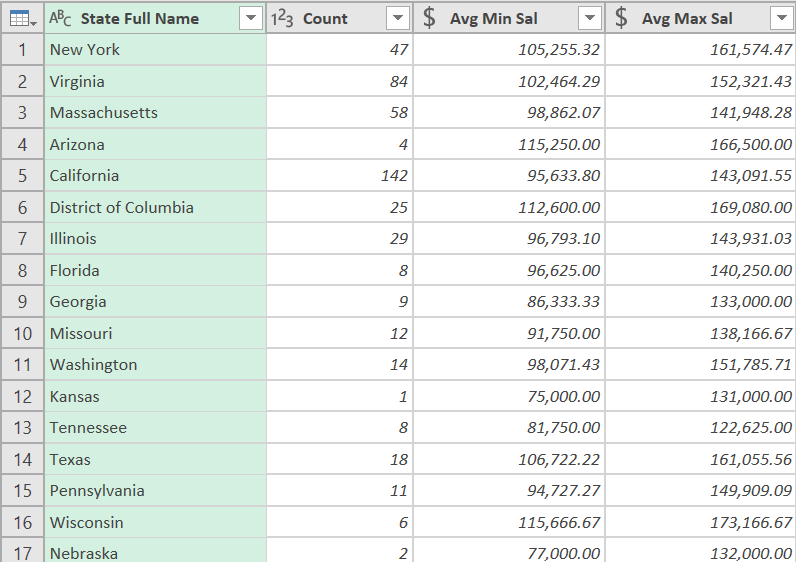 ABC State Full Name 123 Count $ Avg Min Sal $ Avg Max Sal
1 New York 47 105,255.32 161,574.47
2 Virginia 84 102,464.29 152,321.43
3 Massachusetts 58 98,862.07 141,948.28
4 Arizona 4 115,250.00 166,500.00
5 California 142 95,633.80 143,091.55
6 District of Columbia 25 112,600.00 169,080.00
7 Illinois 29 96,793.10 143,931.03
8 Florida 8 96,625.00 140,250.00
9 Georgia 9 86,333.33 133,000.00
10 Missouri 12 91,750.00 138,166.67
11 Washington 14 98,071.43 151,785.71
12 Kansas 1 75,000.00 131,000.00
13 Tennessee 8 81,750.00 122,625.00
14 Texas 18 106,722.22 161,055.56
15 Pennsylvania 11 94,727.27 149,909.09
16 Wisconsin 6 115,666.67 173,166.67
17 Nebraska 2 77,000.00 132,000.00